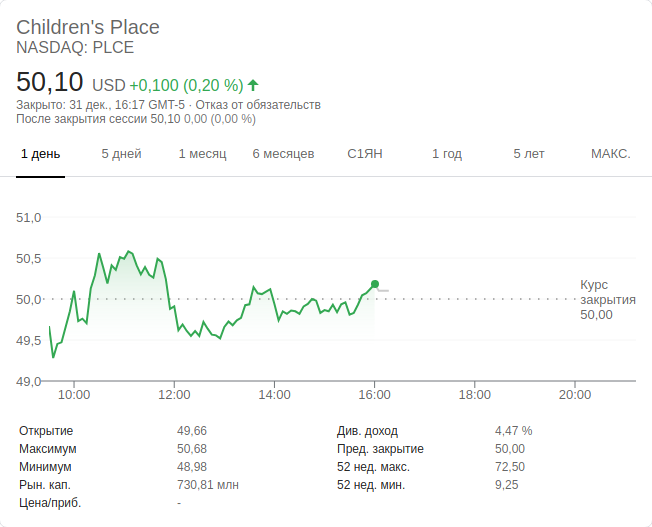 Children's Place
NASDAQ: PLCE
50,10 USD +0,100 (0,20 %)
Закрыто: 31 дек., 16:17 GMT-5 · Отказ от обязательств
После закрытия сессии 50,10 0,00 (0,00 %)
1 день 5 дней 1 месяц 6 месяцев С1ЯН 1 год 5 лет МАКС.
51,0
50,5
50,0
49,5
49,0
Курс
закрытия
50,00
10:00 12:00 14:00 16:00 18:00 20:00
Открытие 49,66 Див. доход 4,47 %
Максимум 50,68 Пред. закрытие 50,00
Минимум 48,98 52 нед. макс. 72,50
Рын. кап. 730,81 млн 52 нед. мин. 9,25
Цена/приб. -